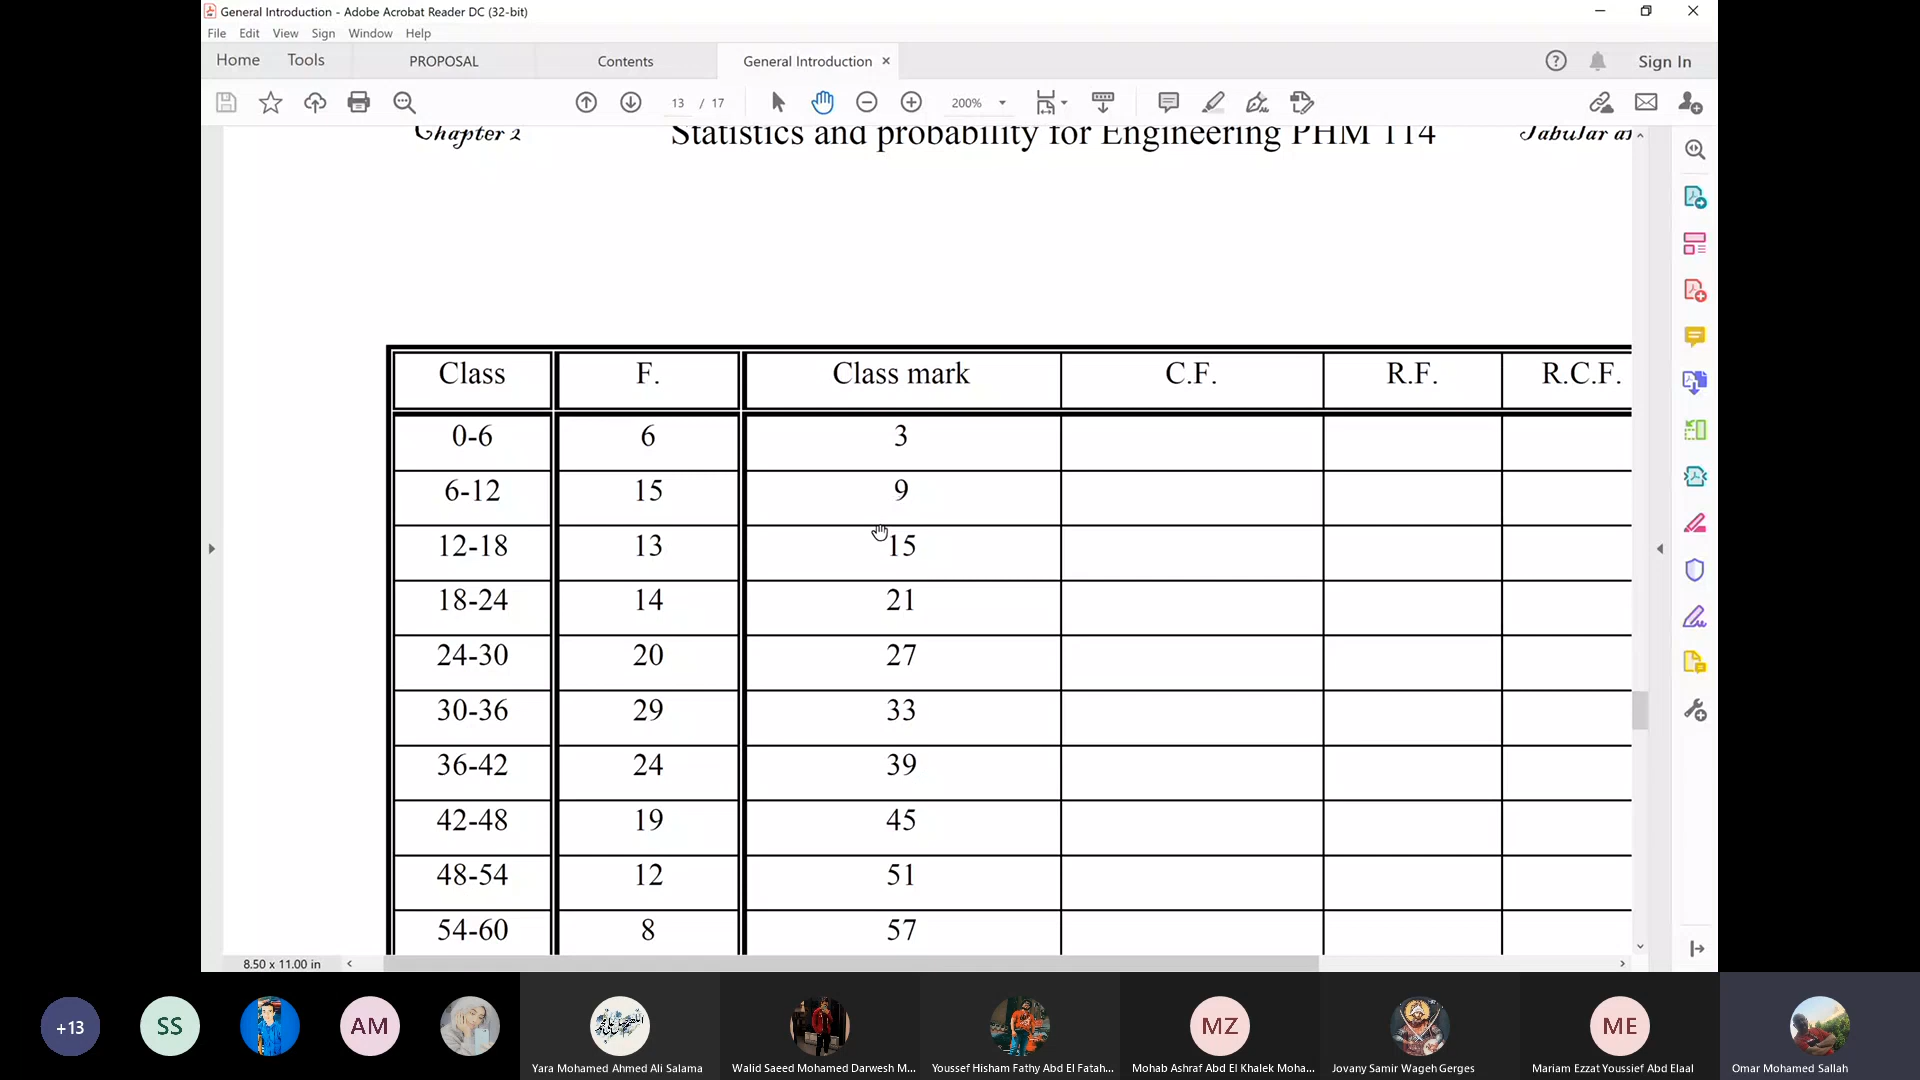 General Introduction - Adobe Acrobat Reader DC (32-bit)
File Edit View Sign Window Help
Home Tools PROPOSAL Contents General Introduction × Sign In
13 / 17 200%
Chapter 2 Statistics and probability for Engineering PHM 114 Tabular
Class F. Class mark C.F. R.F. R.C.F.
0-6 6 3
6-12 15 9
12-18 13 15
18-24 14 21
24-30 20 27
30-36 29 33
36-42 24 39
42-48 19 45
48-54 12 51
54-60 8 57
8.50 x 11.00 in
+13 SS AM MZ ME
Yara Mohamed Ahmed Ali Salama Walid Saeed Mohamed Darwesh M... Youssef Hisham Fathy Abd El Fatah... Mohab Ashraf Abd El Khalek Moha... Jovany Samir Wageh Gerges Mariam Ezzat Youssief Abd Elaal Omar Mohamed Sallah